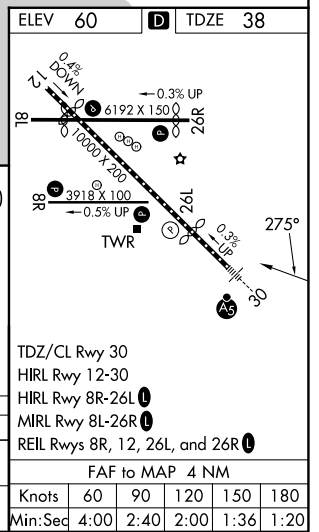 ELEV 60 D TDZE 38
0.4% DOWN
12
0.3% UP
P
8L 6192 X 150 26R
P
10000 X 200
P
8R 3918 X 100 26L
0.5% UP
P
TWR
P
0.3% UP
275°
30
A5
TDZ/CL Rwy 30
HIRL Rwy 12-30
HIRL Rwy 8R-26L L
MIRL Rwy 8L-26R L
REIL Rwys 8R, 12, 26L, and 26R L
FAF to MAP 4 NM
Knots 60 90 120 150 180
Min:Sec 4:00 2:40 2:00 1:36 1:20